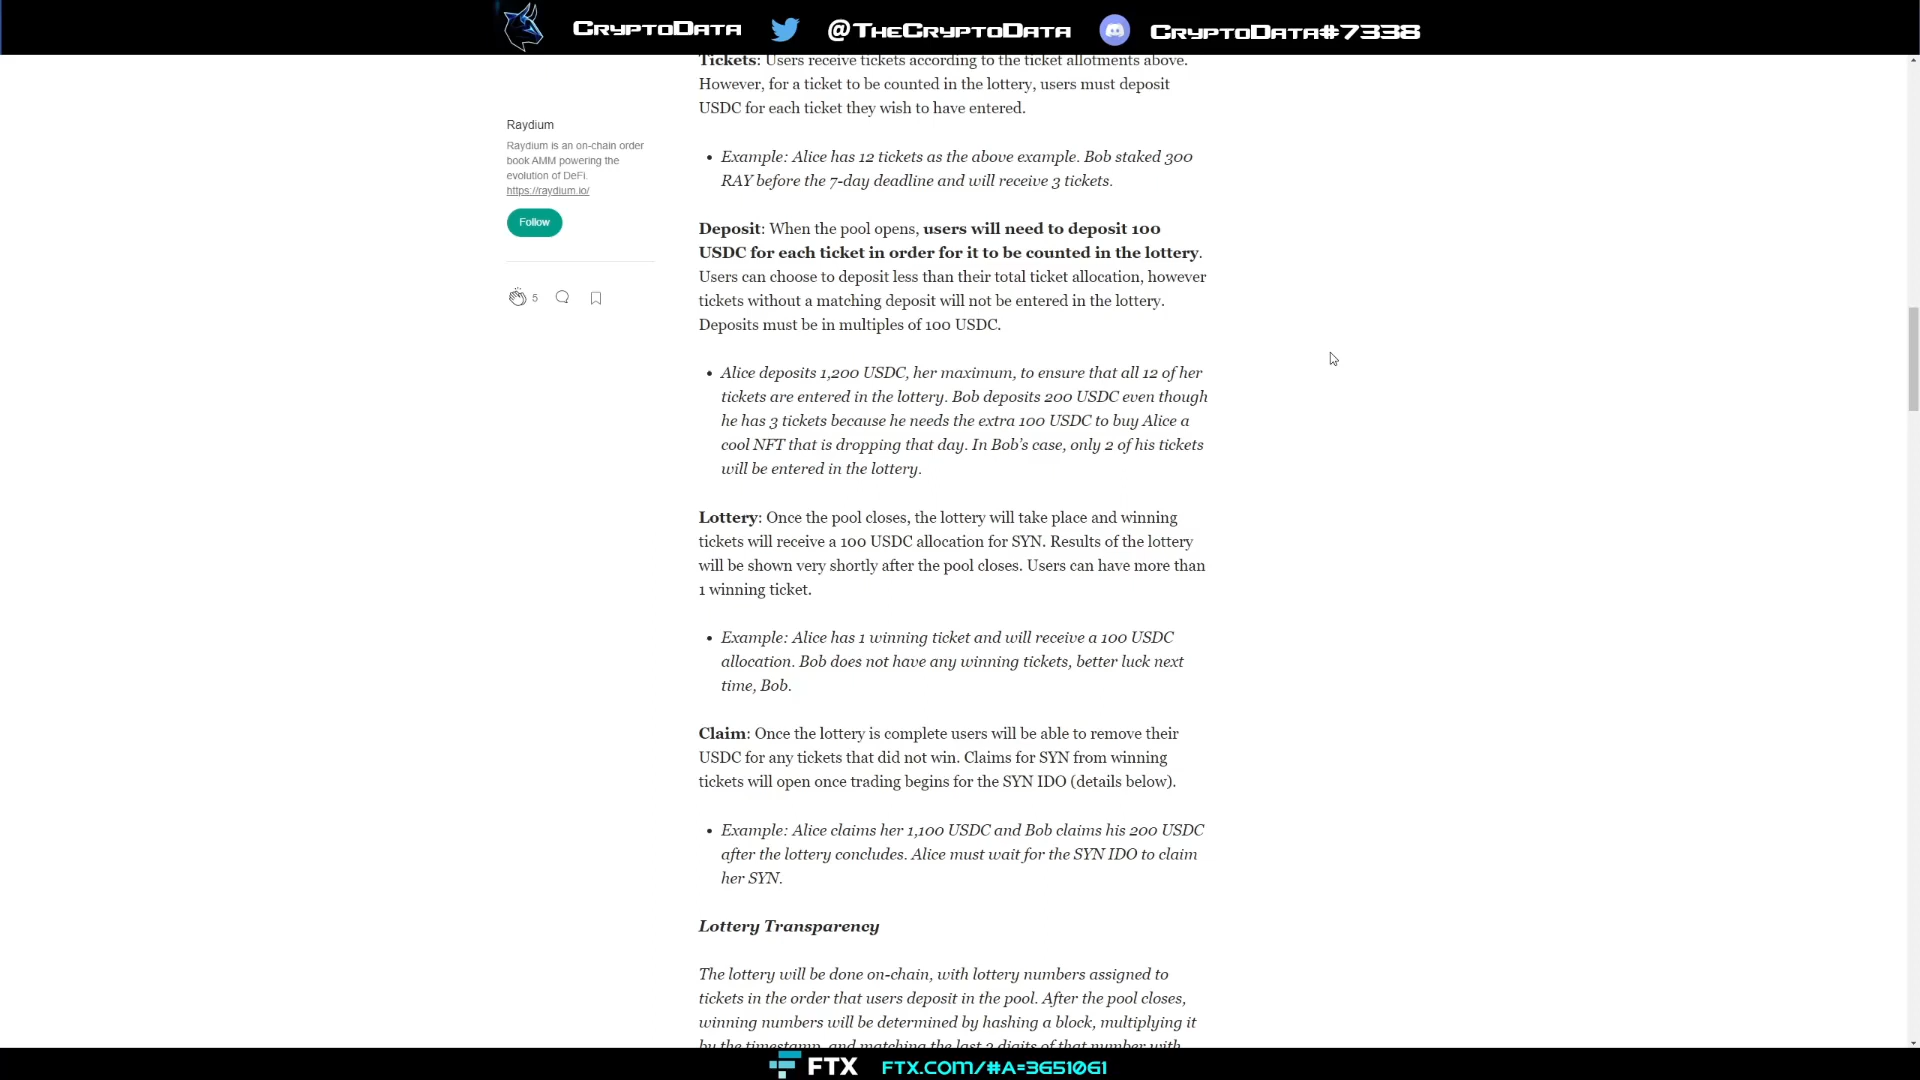 CryptoData @TheCryptoData CryptoData#7338
Tickets: Users receive tickets according to the ticket allotments above.
However, for a ticket to be counted in the lottery, users must deposit
USDC for each ticket they wish to have entered.
Raydium
Raydium is an on-chain order
book AMM powering the
evolution of DeFi.
https://raydium.io/
Follow
5
• Example: Alice has 12 tickets as the above example. Bob staked 300
RAY before the 7-day deadline and will receive 3 tickets.
Deposit: When the pool opens, users will need to deposit 100
USDC for each ticket in order for it to be counted in the lottery.
Users can choose to deposit less than their total ticket allocation, however
tickets without a matching deposit will not be entered in the lottery.
Deposits must be in multiples of 100 USDC.
• Alice deposits 1,200 USDC, her maximum, to ensure that all 12 of her
tickets are entered in the lottery. Bob deposits 200 USDC even though
he has 3 tickets because he needs the extra 100 USDC to buy Alice a
cool NFT that is dropping that day. In Bob's case, only 2 of his tickets
will be entered in the lottery.
Lottery: Once the pool closes, the lottery will take place and winning
tickets will receive a 100 USDC allocation for SYN. Results of the lottery
will be shown very shortly after the pool closes. Users can have more than
1 winning ticket.
• Example: Alice has 1 winning ticket and will receive a 100 USDC
allocation. Bob does not have any winning tickets, better luck next
time, Bob.
Claim: Once the lottery is complete users will be able to remove their
USDC for any tickets that did not win. Claims for SYN from winning
tickets will open once trading begins for the SYN IDO (details below).
• Example: Alice claims her 1,100 USDC and Bob claims his 200 USDC
after the lottery concludes. Alice must wait for the SYN IDO to claim
her SYN.
Lottery Transparency
The lottery will be done on-chain, with lottery numbers assigned to
tickets in the order that users deposit in the pool. After the pool closes,
winning numbers will be determined by hashing a block, multiplying it
by the timestamp, and matching the last 2 digits of that number with
FTX FTX.com/#a=3651061